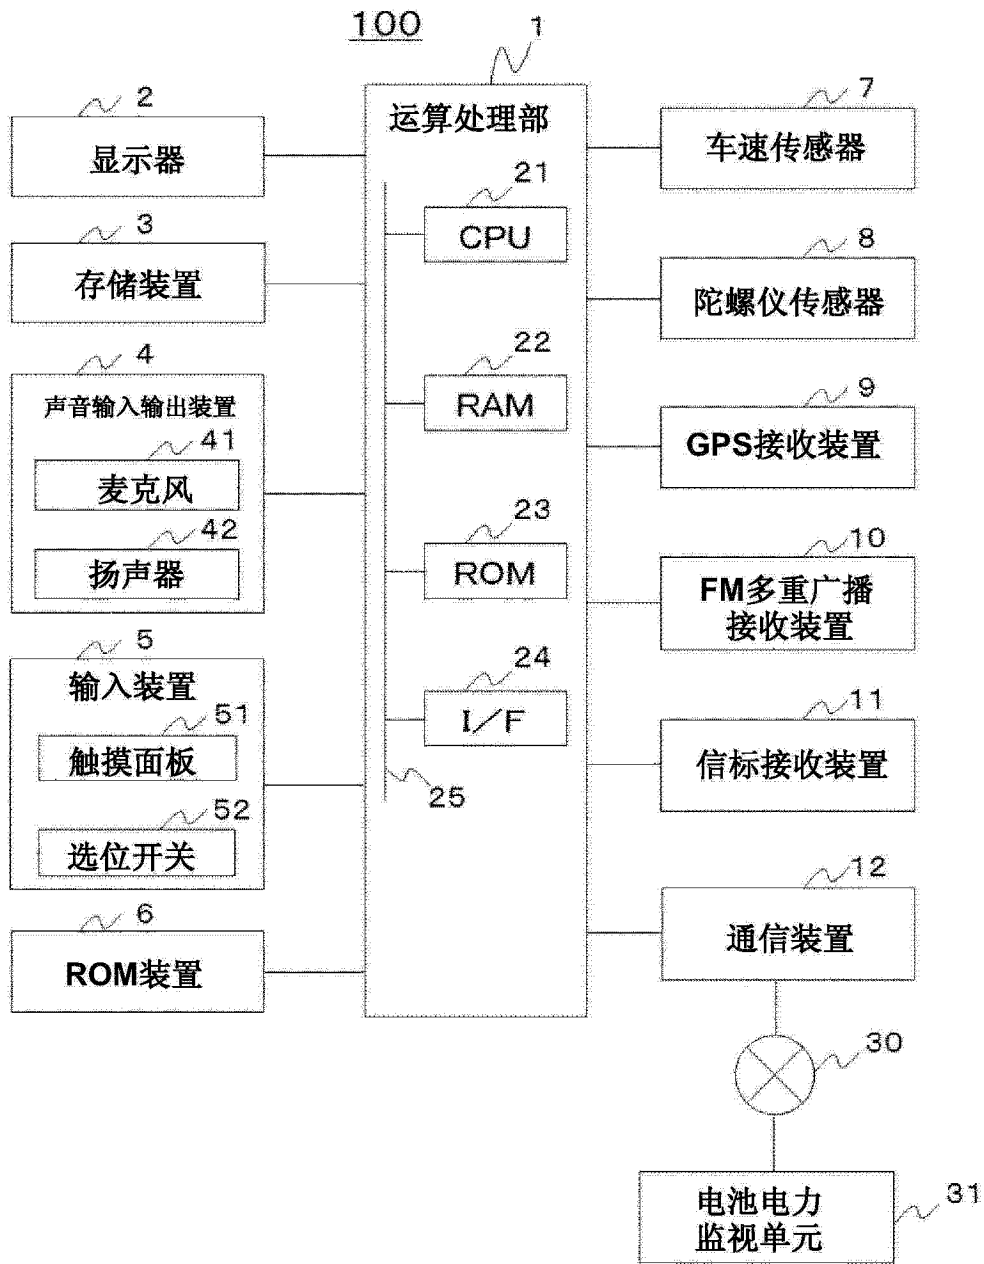 100
1
运算处理部
2
显示器
3
存储装置
4
声音输入输出装置
41
麦克风
42
扬声器
5
输入装置
51
触摸面板
52
选位开关
6
ROM装置
21
CPU
22
RAM
23
ROM
24
I/F
25
7
车速传感器
8
陀螺仪传感器
9
GPS接收装置
10
FM多重广播
接收装置
11
信标接收装置
12
通信装置
30
31
电池电力
监视单元